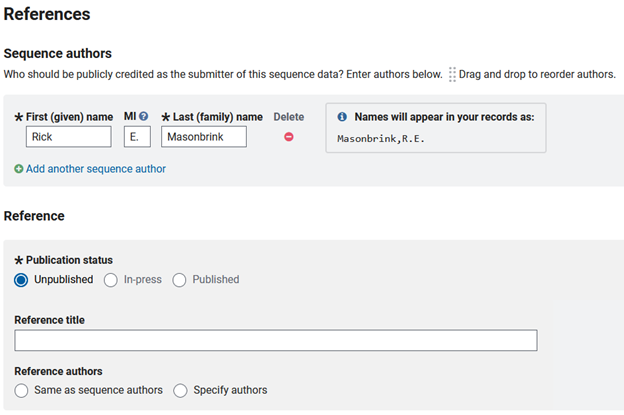 References
Sequence authors
Who should be publicly credited as the submitter of this sequence data? Enter authors below. Drag and drop to reorder authors.
* First (given) name MI ? * Last (family) name Delete
Rick E. Masonbrink
i Names will appear in your records as:
Masonbrink,R.E.
Add another sequence author
Reference
* Publication status
Unpublished In-press Published
Reference title
Reference authors
Same as sequence authors Specify authors